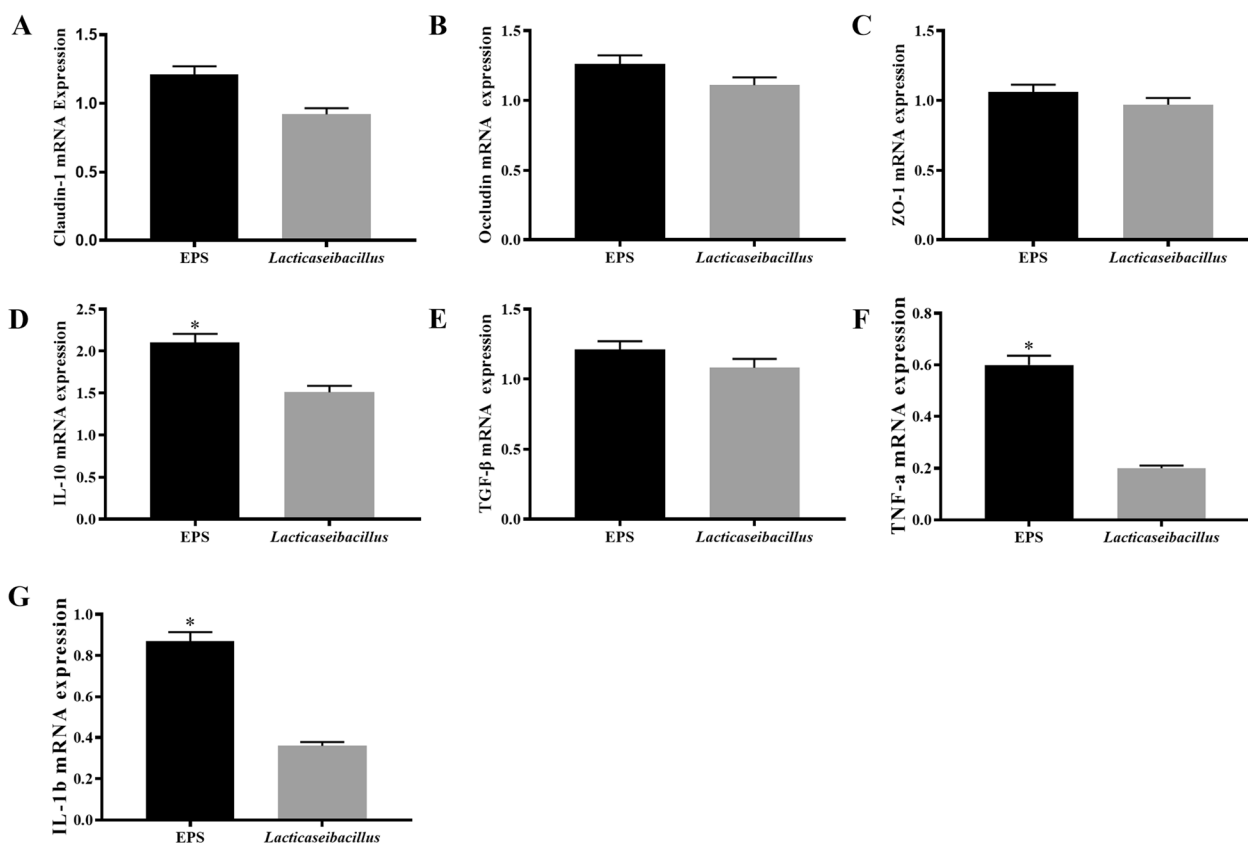 A
Claudin-1 mRNA Expression
1.5
1.0
0.5
0.0
EPS
Lacticaseibacillus
B
Occludin mRNA expression
1.5
1.0
0.5
0.0
EPS
Lacticaseibacillus
C
ZO-1 mRNA expression
1.5
1.0
0.5
0.0
EPS
Lacticaseibacillus
D
IL-10 mRNA expression
2.5
2.0
1.5
1.0
0.5
0.0
*
EPS
Lacticaseibacillus
E
TGF-β mRNA expression
1.5
1.0
0.5
0.0
EPS
Lacticaseibacillus
F
TNF-a mRNA expression
0.8
0.6
0.4
0.2
0.0
*
EPS
Lacticaseibacillus
G
IL-1b mRNA expression
1.0
0.8
0.6
0.4
0.2
0.0
*
EPS
Lacticaseibacillus